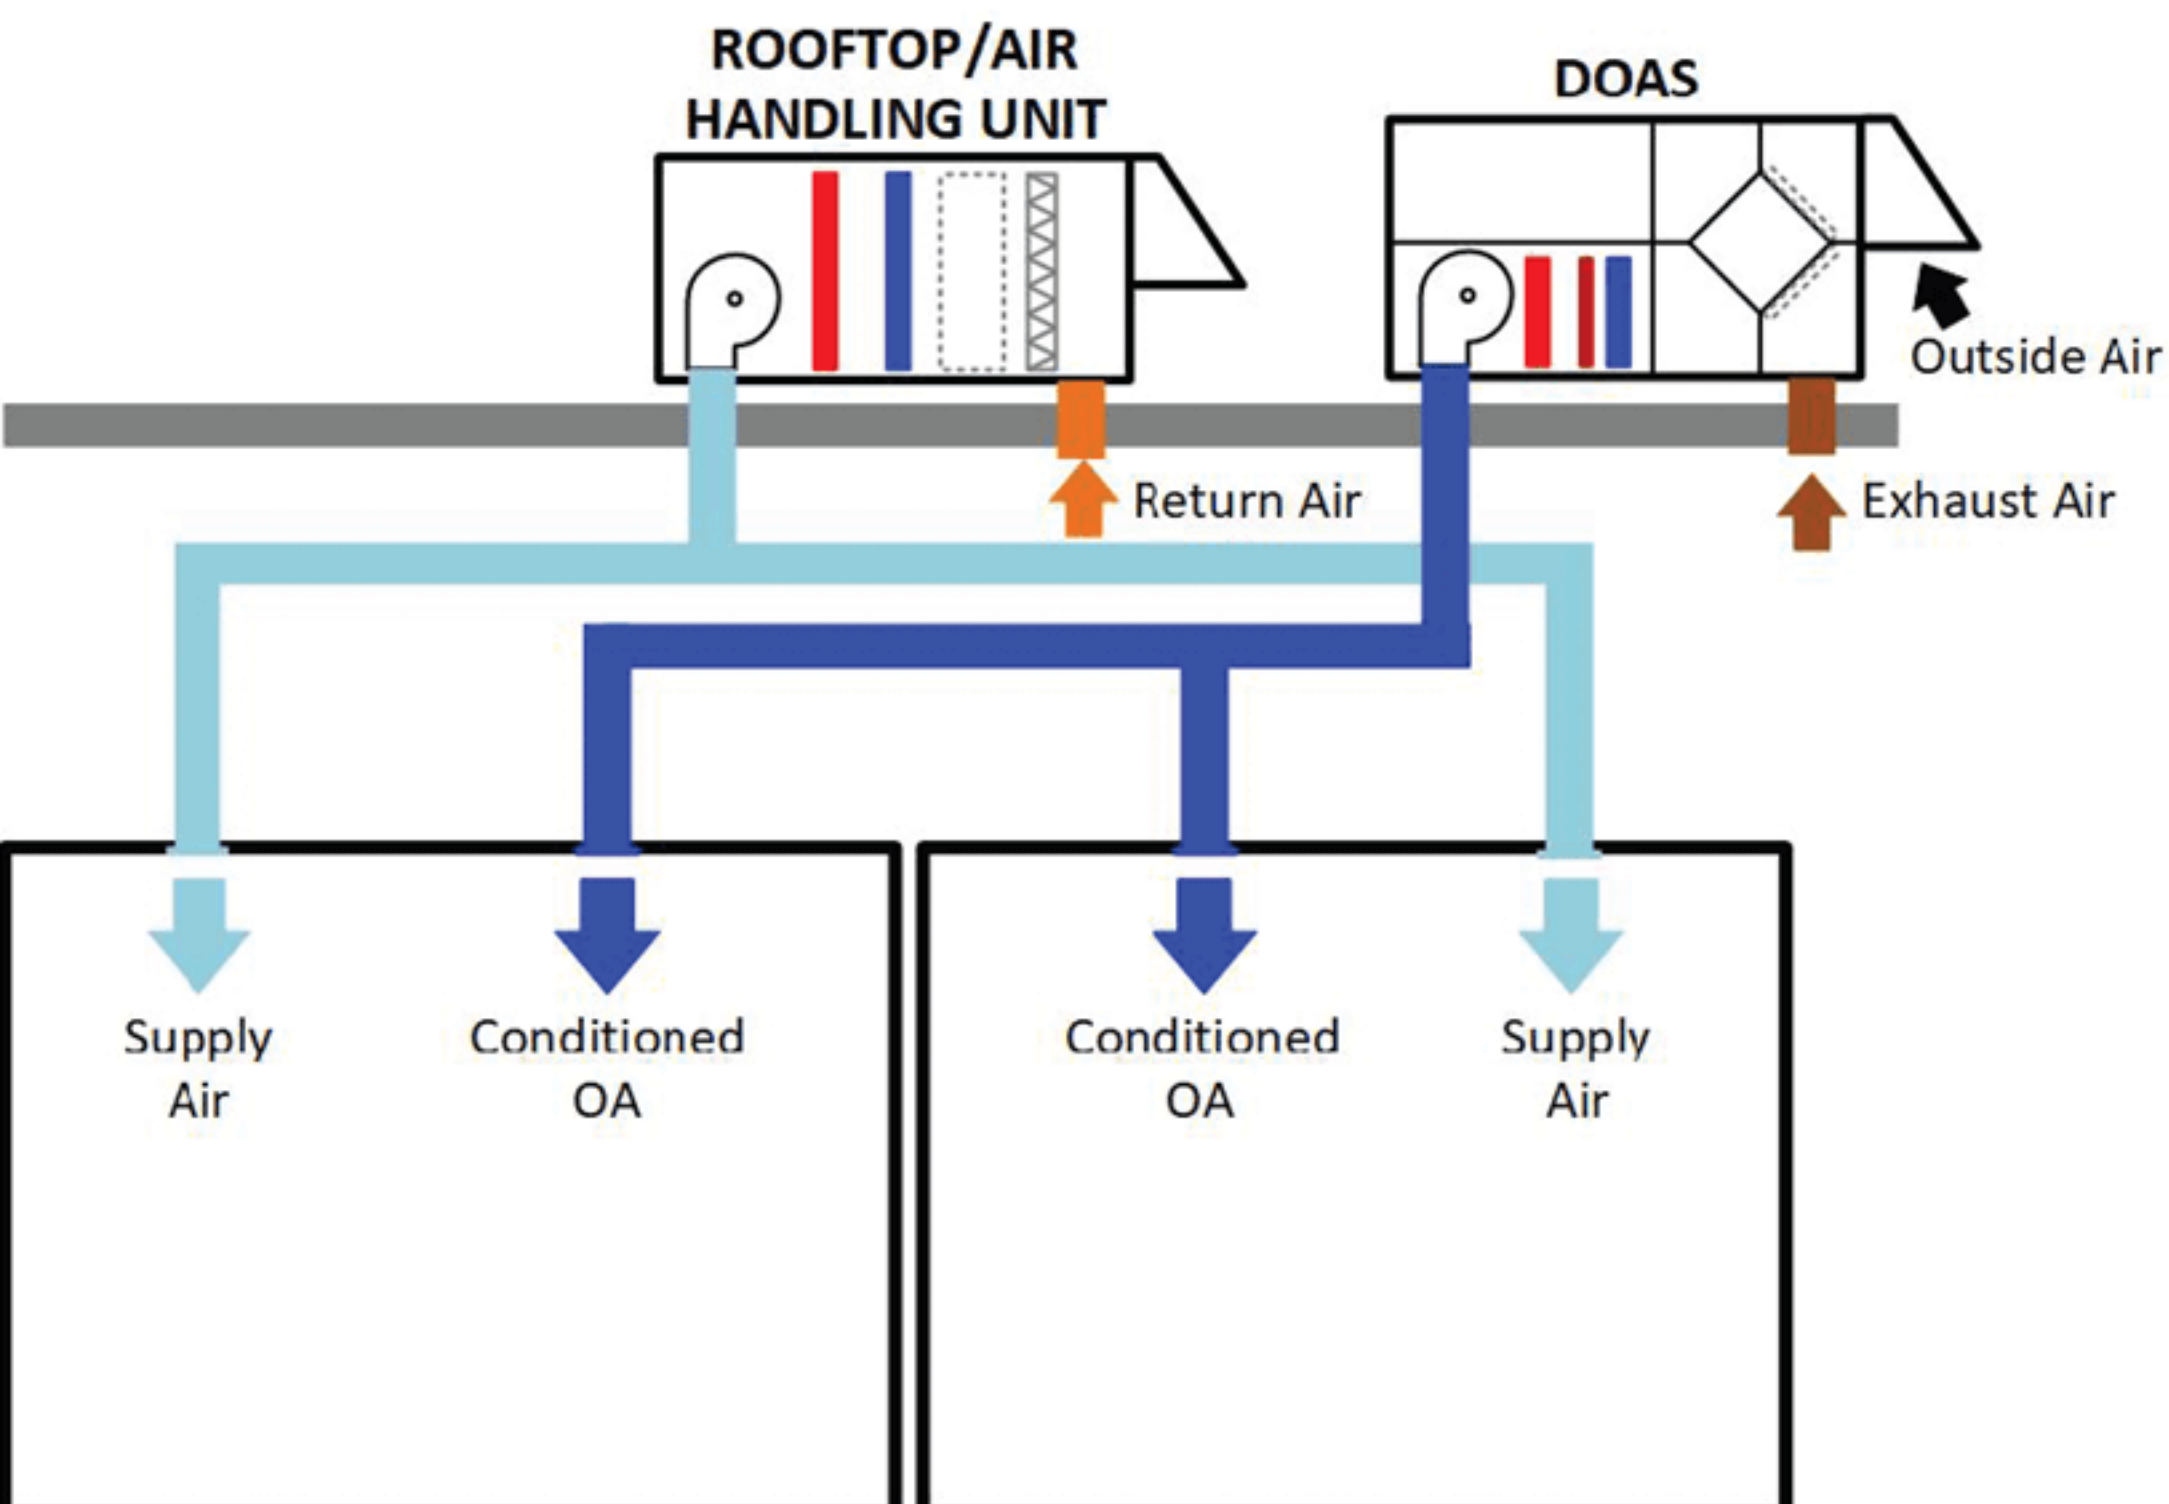 ROOFTOP/AIR
HANDLING UNIT
DOAS
Outside Air
Return Air
Exhaust Air
Supply
Air
Conditioned
OA
Conditioned
OA
Supply
Air